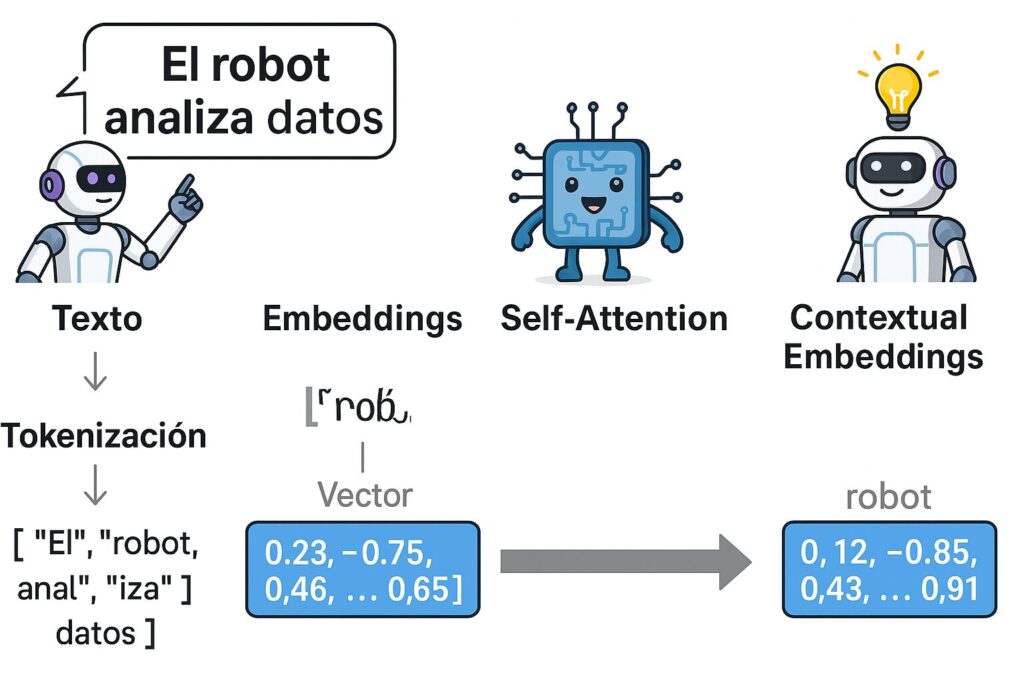 El robot
analiza datos
Texto
Tokenización
[ "El", "robot,
anal", "iza" ]
datos ]
Embeddings
Vector
0.23, −0.75,
0,46, ... 0,65]
Self-Attention
Contextual
Embeddings
robot
0, 12, −0.85,
0,43, ... 0,91